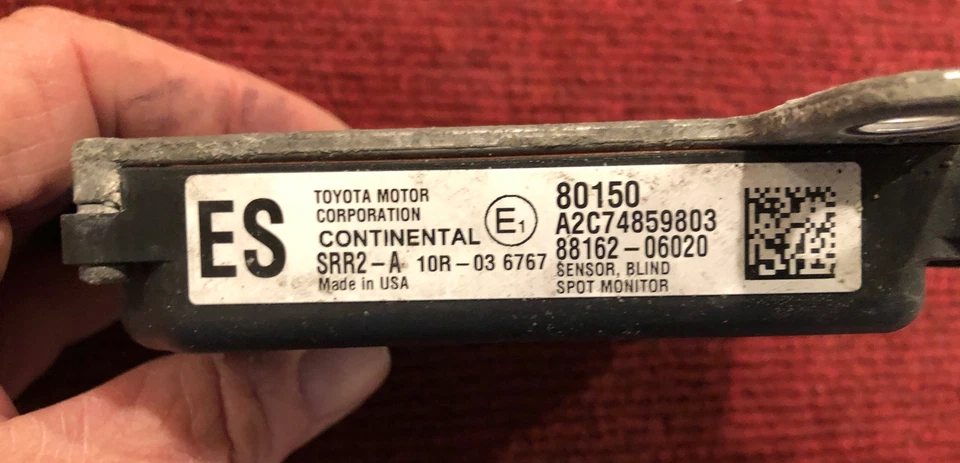 ES
TOYOTA MOTOR
CORPORATION
CONTINENTAL
SRR2-A 10R-03 6767
Made in USA
E1
80150
A2C74859803
88162-06020
SENSOR, BLIND
SPOT MONITOR